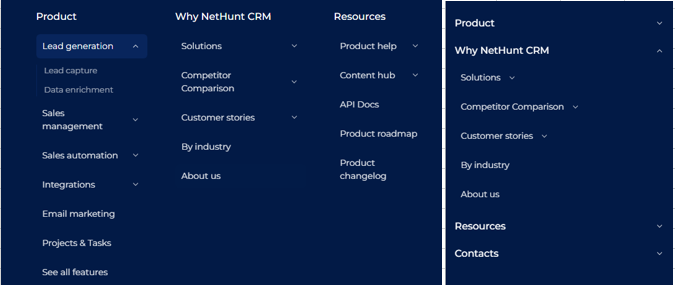 Product
Lead generation
Lead capture
Data enrichment
Sales
management
Sales automation
Integrations
Email marketing
Projects & Tasks
See all features
Why NetHunt CRM
Solutions
Competitor
Comparison
Customer stories
By industry
About us
Resources
Product help
Content hub
API Docs
Product roadmap
Product
changelog
Product
Why NetHunt CRM
Solutions
Competitor Comparison
Customer stories
By industry
About us
Resources
Contacts